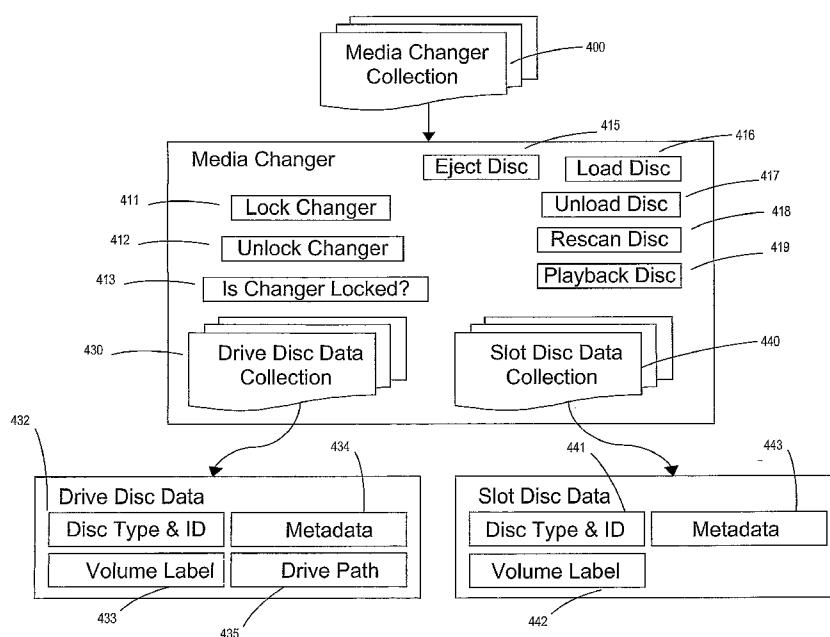 Media Changer
Collection
400
Media Changer
415
Eject Disc
416
Load Disc
411
Lock Changer
417
Unload Disc
412
Unlock Changer
418
Rescan Disc
413
Is Changer Locked?
419
Playback Disc
430
Drive Disc Data
Collection
Slot Disc Data
Collection
440
432
434
441
443
Drive Disc Data
Disc Type & ID
Metadata
Volume Label
Drive Path
433
435
Slot Disc Data
Disc Type & ID
Metadata
Volume Label
442